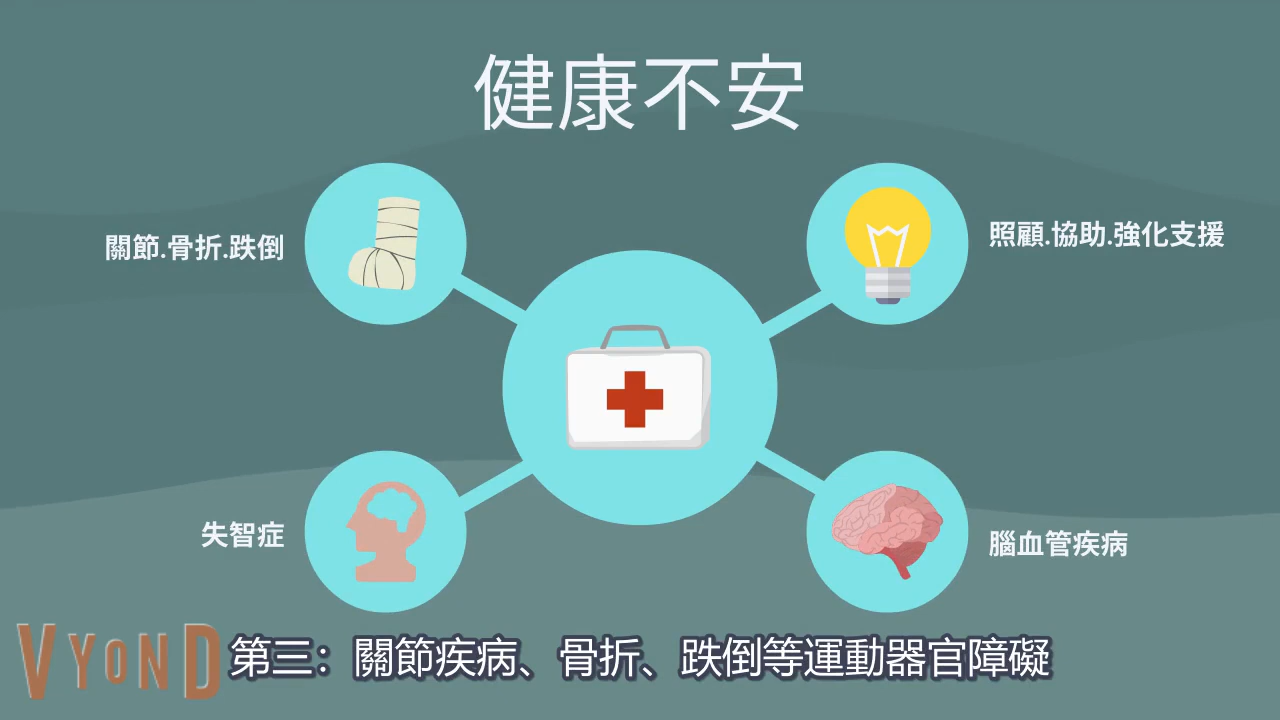 健康不安
關節.骨折.跌倒
照顧.協助.強化支援
失智症
腦血管疾病
VYOND
第三：關節疾病、骨折、跌倒等運動器官障礙